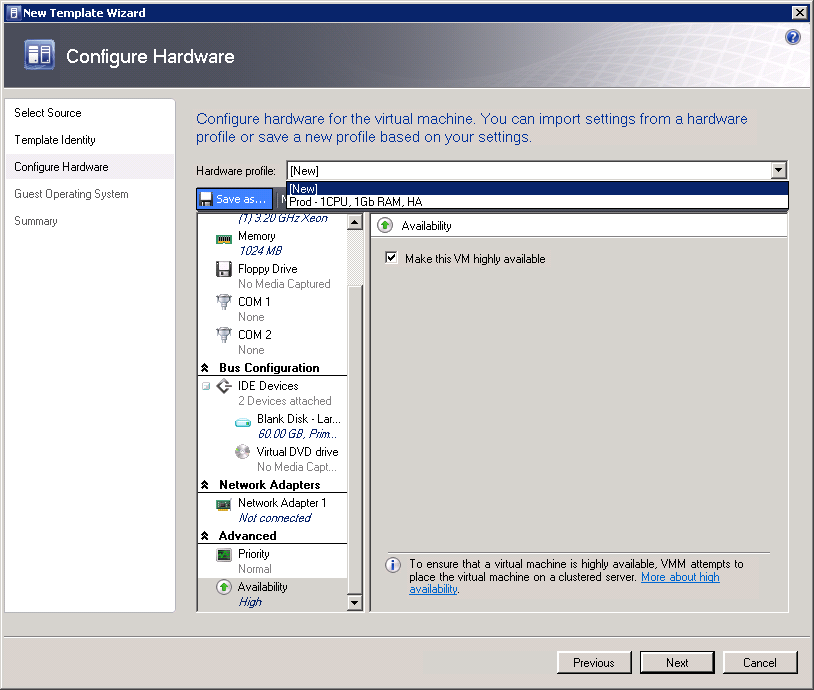 New Template Wizard
Configure Hardware
Select Source
Template Identity
Configure Hardware
Guest Operating System
Summary
Configure hardware for the virtual machine. You can import settings from a hardware
profile or save a new profile based on your settings.
Hardware profile:
[New]
[New]
Prod - 1CPU, 1Gb RAM, HA
Save as...
(1) 3.20 GHz Xeon
Memory
1024 MB
Floppy Drive
No Media Captured
COM 1
None
COM 2
None
Bus Configuration
IDE Devices
2 Devices attached
Blank Disk - Lar...
60.00 GB, Prim...
Virtual DVD drive
No Media Capt...
Network Adapters
Network Adapter 1
Not connected
Advanced
Priority
Normal
Availability
High
Availability
Make this VM highly available
To ensure that a virtual machine is highly available, VMM attempts to
place the virtual machine on a clustered server. More about high
availability.
Previous
Next
Cancel